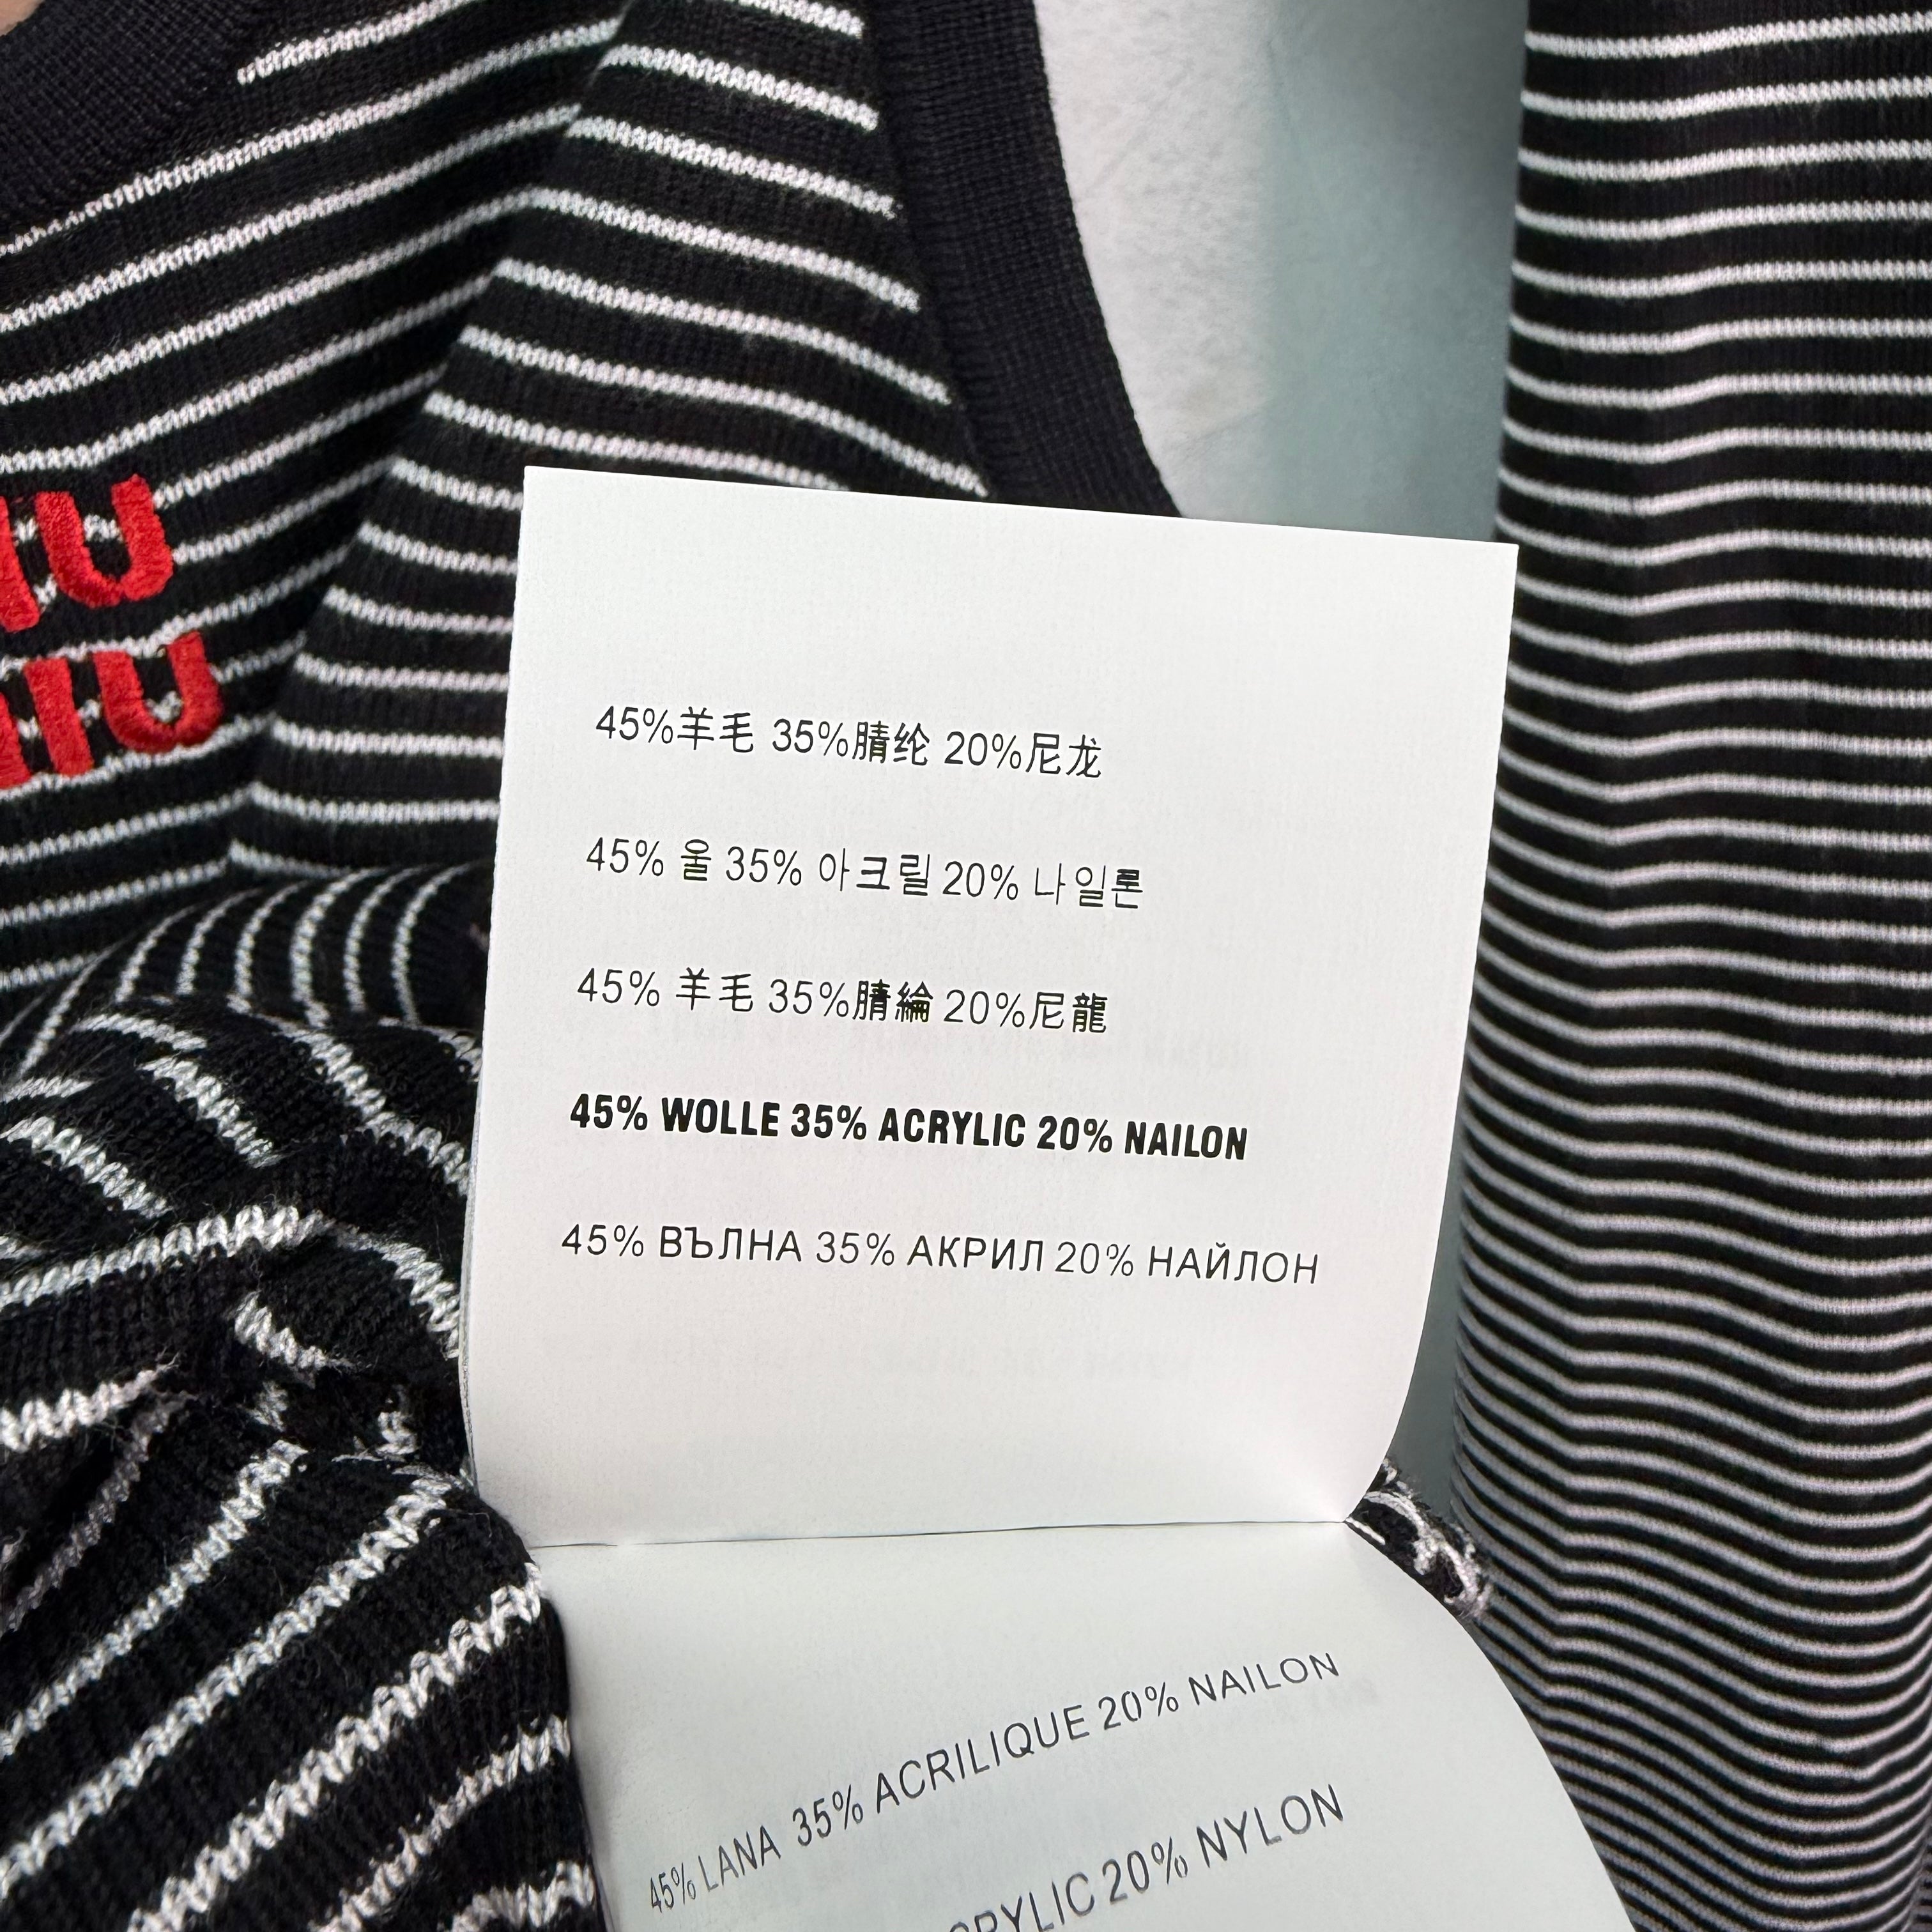 45%羊毛 35%腈纶 20%尼龙
45% 울 35% 아크릴 20% 나일론
45% 羊毛 35%腈綸 20%尼龍
45% WOLLE 35% ACRYLIC 20% NAILON
45% ВЪЛНА 35% АКРИЛ 20% НАЙЛОН
45% LANA 35% ACRILIQUE 20% NAILON
20% NYLON